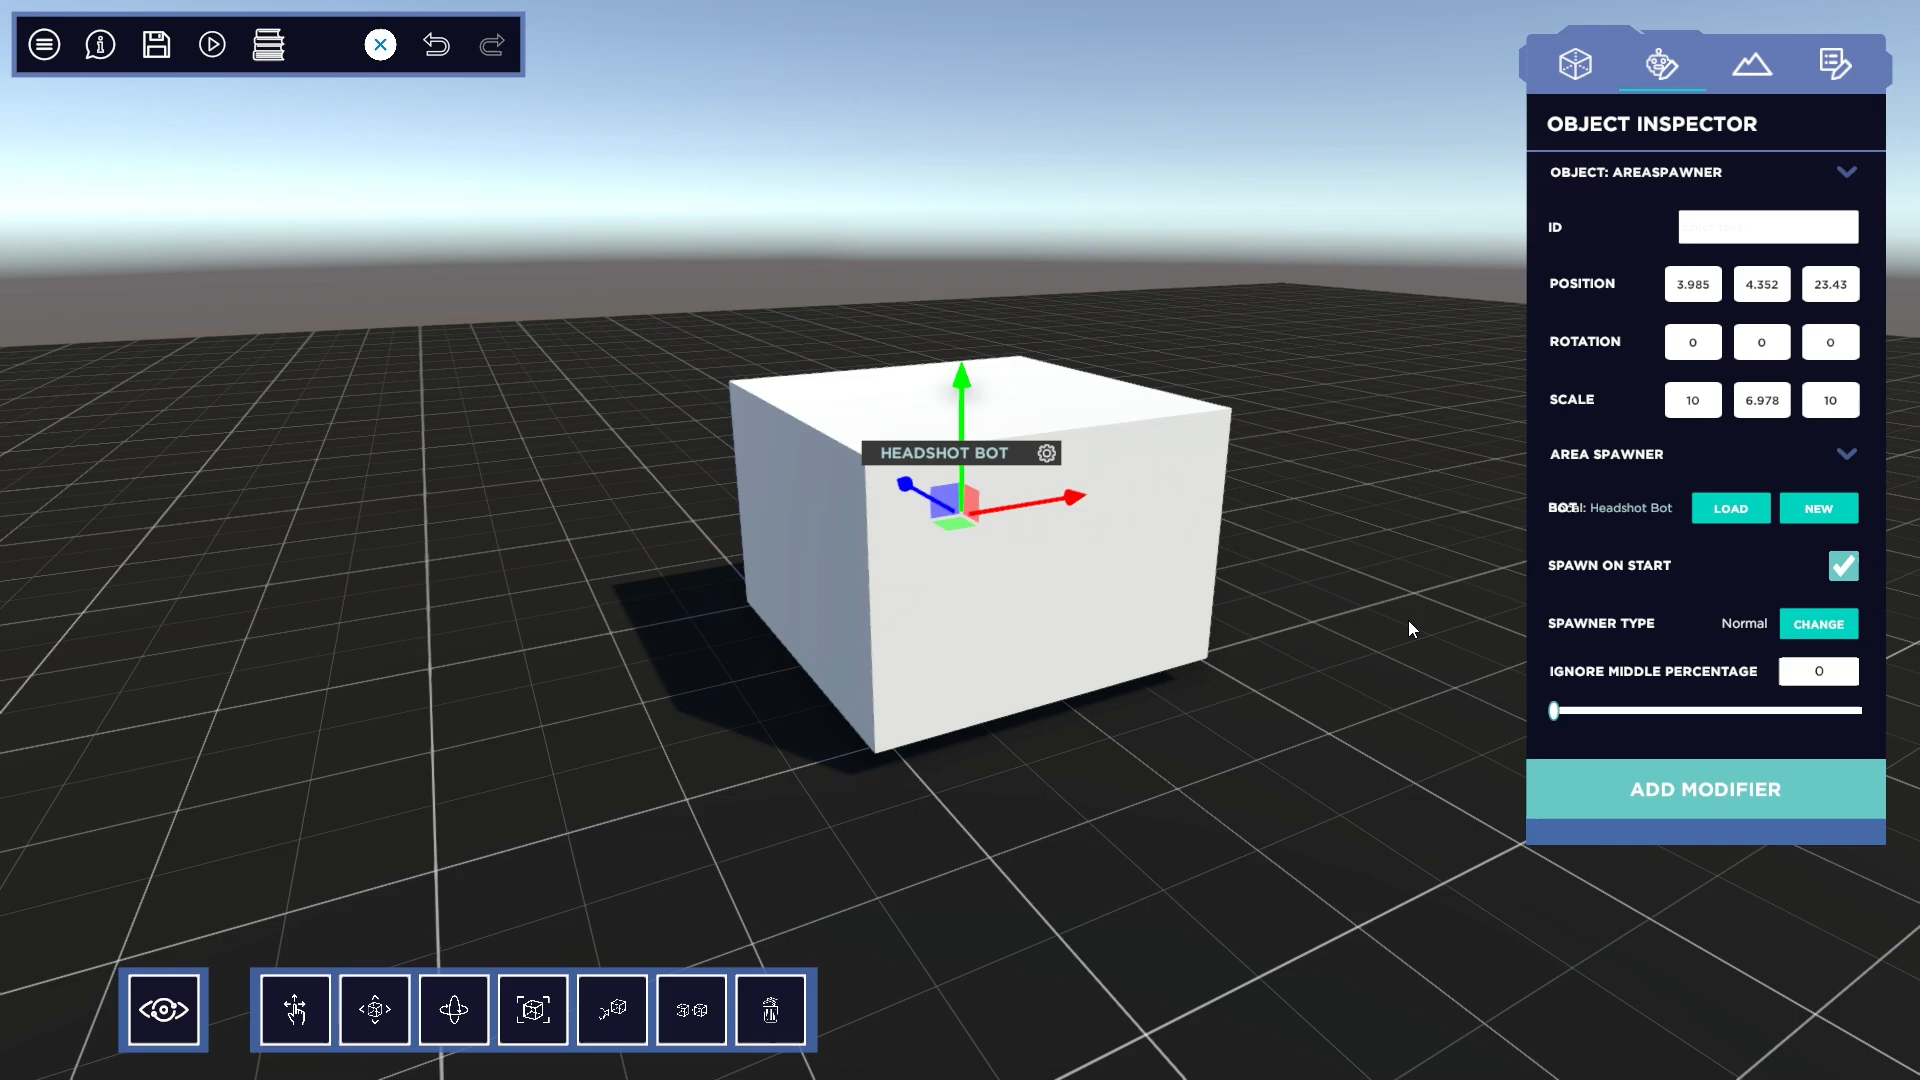 OBJECT INSPECTOR
OBJECT: AREASPAWNER
ID
POSITION 3.985 4.352 23.43
ROTATION 0 0 0
SCALE 10 6.978 10
AREA SPAWNER
BOT Headshot Bot LOAD NEW
SPAWN ON START
SPAWNER TYPE Normal CHANGE
IGNORE MIDDLE PERCENTAGE 0
ADD MODIFIER
HEADSHOT BOT